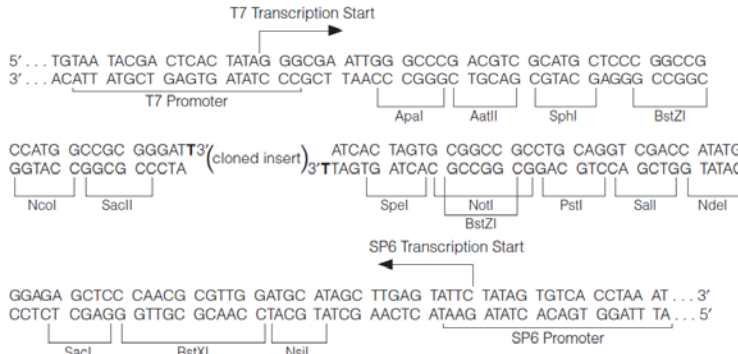 T7 Transcription Start
5′ . . . TGTAA TACGA CTCAC TATAG GGCGA ATTGG GCCCG ACGTC GCATG CTCCC GGCCG
3′ . . . ACATT ATGCT GAGTG ATATC CCGCT TAACC CGGGC TGCAG CGTAC GAGGG CCGGC
T7 Promoter ApaI AatII SphI BstZI
CCATGG GCCGC GGGATT3′ (cloned insert) ATCAC TAGTG CGGCC GCCTG CAGGT CGACC ATATG
GGTACC GGCGC CCCTA 3′TTAGTG ATCAC GCCGG CGGAC GTCCA GCTGG TATAC
NcoI SacII SpeI NotI PstI SalI NdeI
BstZI
SP6 Transcription Start
GGAGA GCTCC CAACG CGTTG GATGC ATAGC TTGAG TATTC TATAG TGTCA CCTAA AT . . . 3′
CCTCT CGAGG GTTGC GCAAC CTACG TATCG AACTC ATAAG ATATC ACAGT GGATT TA . . . 5′
SacI BstXI NsiI SP6 Promoter